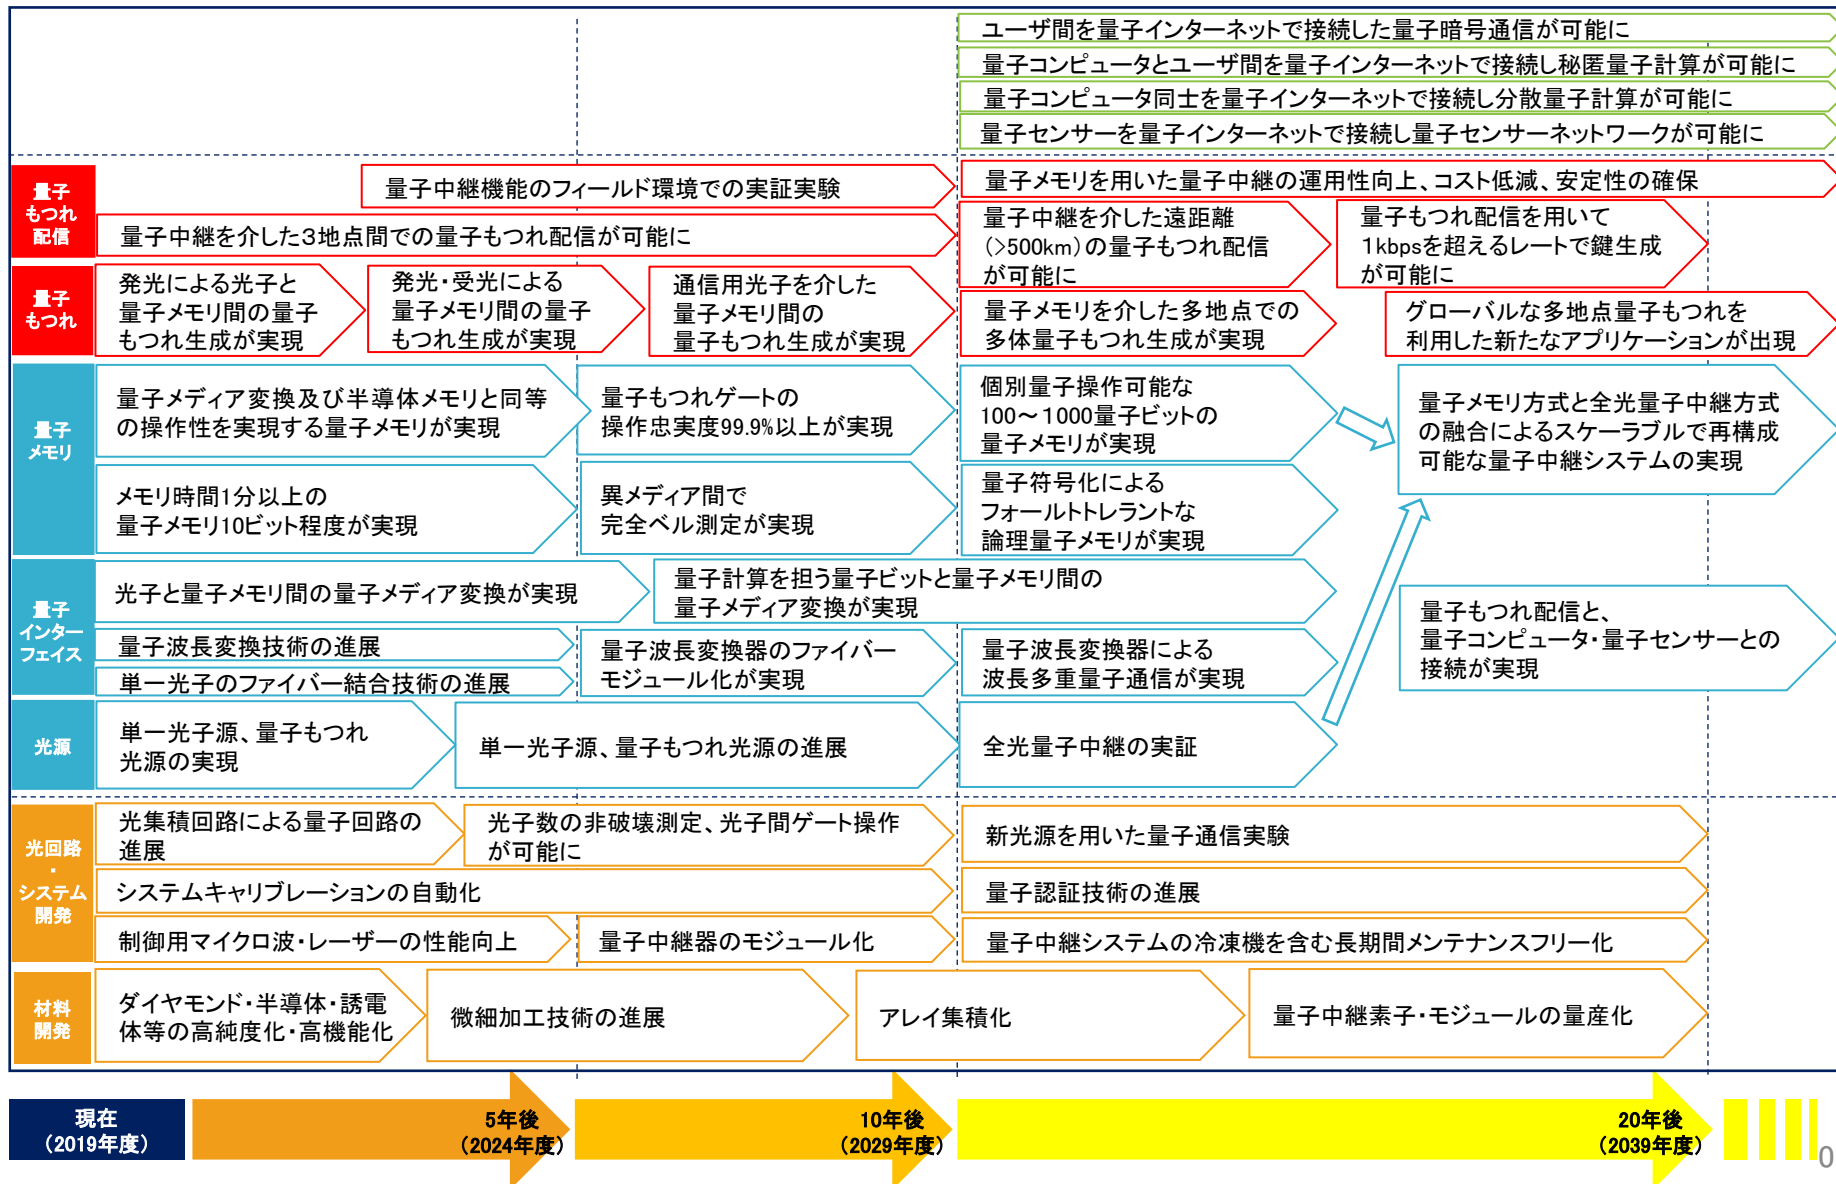 ユーザ間を量子インターネットで接続した量子暗号通信が可能に
量子コンピュータとユーザ間を量子インターネットで接続し秘匿量子計算が可能に
量子コンピュータ同士を量子インターネットで接続し分散量子計算が可能に
量子センサーを量子インターネットで接続し量子センサーネットワークが可能に
量子
もつれ
配信
量子中継機能のフィールド環境での実証実験
量子メモリを用いた量子中継の運用性向上、コスト低減、安定性の確保
量子中継を介した3地点間での量子もつれ配信が可能に
量子中継を介した遠距離
(>500km)の量子もつれ配信
が可能に
量子もつれ配信を用いて
1kbpsを超えるレートで鍵生成
が可能に
量子
もつれ
発光による光子と
量子メモリ間の量子
もつれ生成が実現
発光・受光による
量子メモリ間の量子
もつれ生成が実現
通信用光子を介した
量子メモリ間の
量子もつれ生成が実現
量子メモリを介した多地点での
多体量子もつれ生成が実現
グローバルな多地点量子もつれを
利用した新たなアプリケーションが出現
量子
メモリ
量子メディア変換及び半導体メモリと同等
の操作性を実現する量子メモリが実現
量子もつれゲートの
操作忠実度99.9%以上が実現
個別量子操作可能な
100～1000量子ビットの
量子メモリが実現
量子メモリ方式と全光量子中継方式
の融合によるスケーラブルで再構成
可能な量子中継システムの実現
メモリ時間1分以上の
量子メモリ10ビット程度が実現
異メディア間で
完全ベル測定が実現
量子符号化による
フォールトトレラントな
論理量子メモリが実現
量子
インター
フェイス
光子と量子メモリ間の量子メディア変換が実現
量子計算を担う量子ビットと量子メモリ間の
量子メディア変換が実現
量子もつれ配信と、
量子コンピュータ・量子センサーとの
接続が実現
量子波長変換技術の進展
単一光子のファイバー結合技術の進展
量子波長変換器のファイバー
モジュール化が実現
量子波長変換器による
波長多重量子通信が実現
光源
単一光子源、量子もつれ
光源の実現
単一光子源、量子もつれ光源の進展
全光量子中継の実証
光回路
・
システム
開発
光集積回路による量子回路の
進展
光子数の非破壊測定、光子間ゲート操作
が可能に
新光源を用いた量子通信実験
システムキャリブレーションの自動化
量子認証技術の進展
制御用マイクロ波・レーザーの性能向上
量子中継器のモジュール化
量子中継システムの冷凍機を含む長期間メンテナンスフリー化
材料
開発
ダイヤモンド・半導体・誘電
体等の高純度化・高機能化
微細加工技術の進展
アレイ集積化
量子中継素子・モジュールの量産化
現在
(2019年度)
5年後
(2024年度)
10年後
(2029年度)
20年後
(2039年度)
0